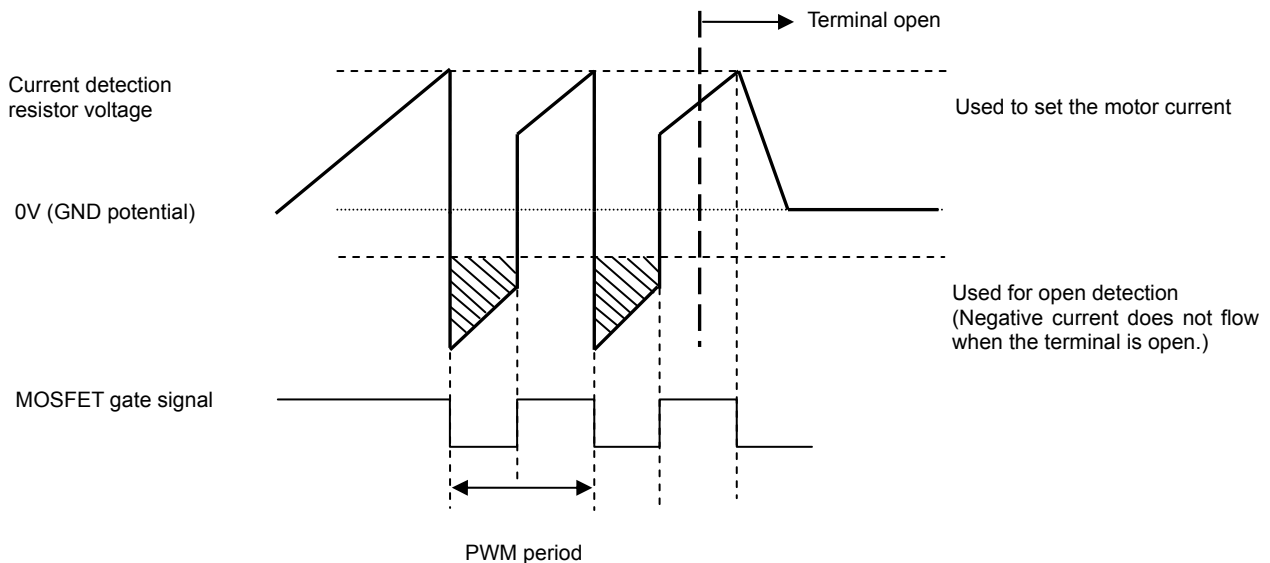 Terminal open
Current detection
resistor voltage
Used to set the motor current
0V (GND potential)
Used for open detection
(Negative current does not flow
when the terminal is open.)
MOSFET gate signal
PWM period